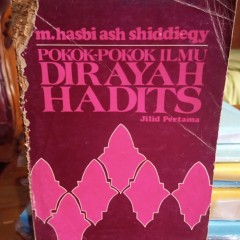 m. hasbi ash shiddieqy
POKOK-POKOK ILMU
DIRAYAH
HADITS
Jilid Pertama